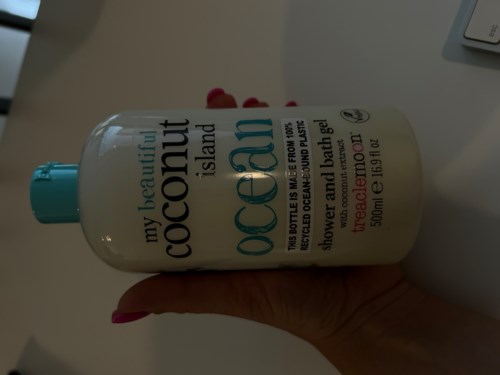 my beautiful
coconut
island
ocean
THIS BOTTLE IS MADE FROM 100%
RECYCLED OCEAN-BOUND PLASTIC
shower and bath gel
with coconut extract
treaclemoon
500ml e 16.9 fl oz
esc